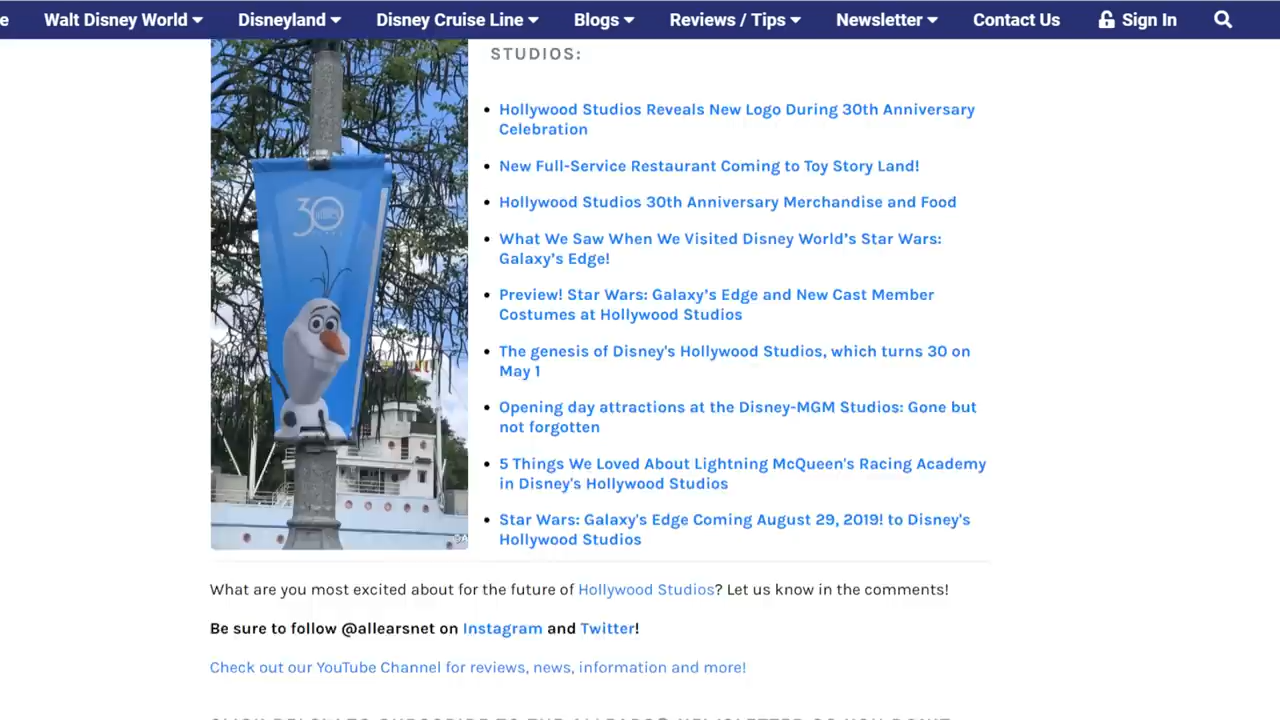 Walt Disney World Disneyland Disney Cruise Line Blogs Reviews / Tips Newsletter Contact Us Sign In
STUDIOS:
Hollywood Studios Reveals New Logo During 30th Anniversary
Celebration
New Full-Service Restaurant Coming to Toy Story Land!
Hollywood Studios 30th Anniversary Merchandise and Food
What We Saw When We Visited Disney World’s Star Wars:
Galaxy’s Edge!
Preview! Star Wars: Galaxy’s Edge and New Cast Member
Costumes at Hollywood Studios
The genesis of Disney's Hollywood Studios, which turns 30 on
May 1
Opening day attractions at the Disney-MGM Studios: Gone but
not forgotten
5 Things We Loved About Lightning McQueen's Racing Academy
in Disney's Hollywood Studios
Star Wars: Galaxy's Edge Coming August 29, 2019! to Disney's
Hollywood Studios
30
What are you most excited about for the future of Hollywood Studios? Let us know in the comments!
Be sure to follow @allearsnet on Instagram and Twitter!
Check out our YouTube Channel for reviews, news, information and more!